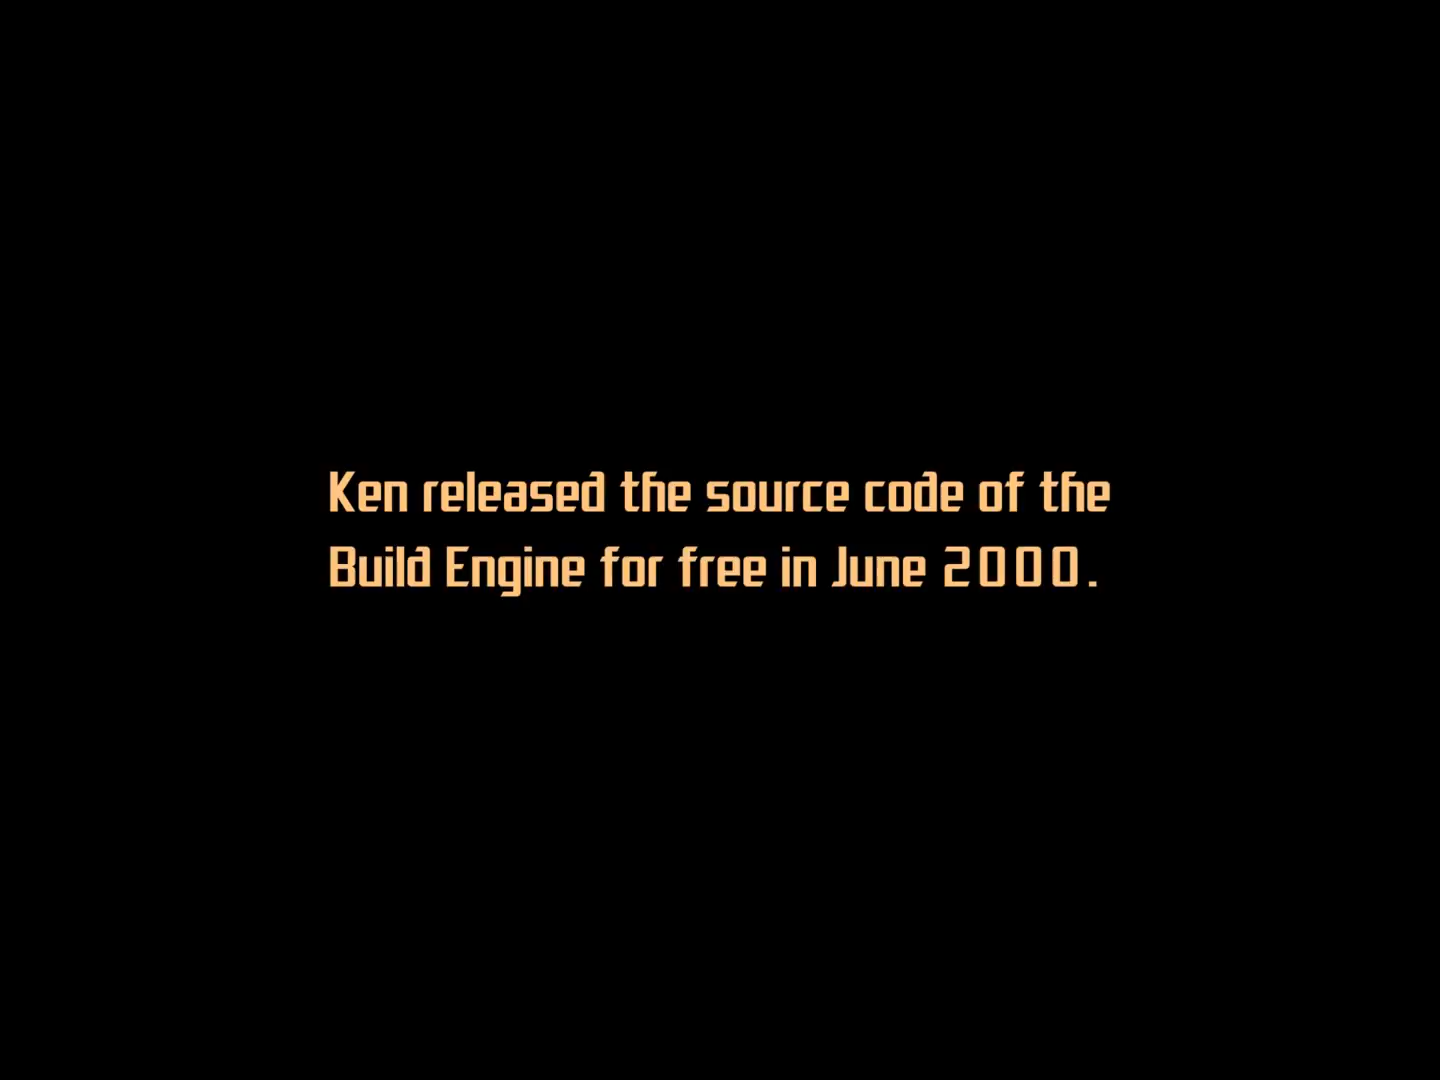 Ken released the source code of the
Build Engine for free in June 2000.